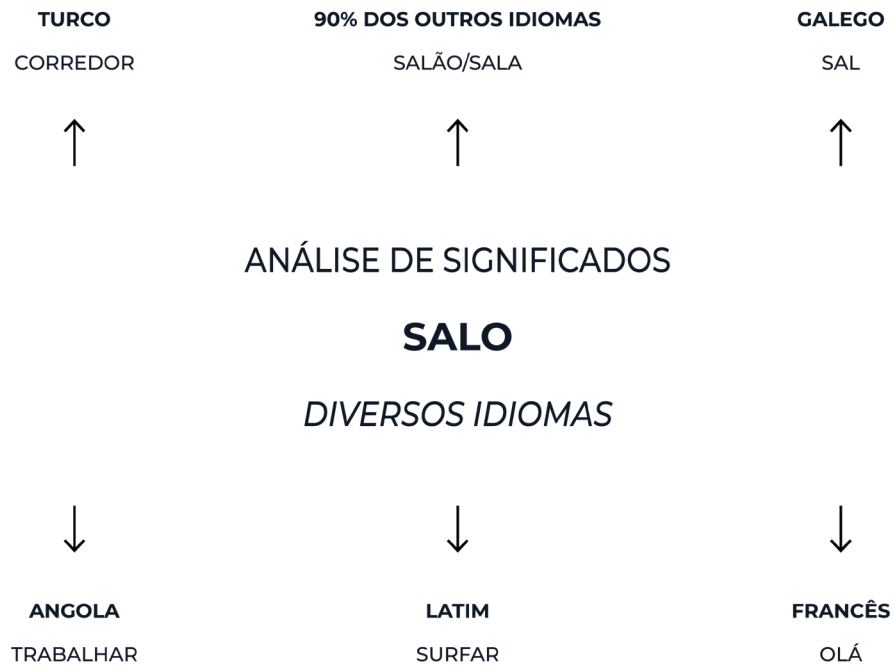 TURCO
CORREDOR
90% DOS OUTROS IDIOMAS
SALÃO/SALA
GALEGO
SAL
ANÁLISE DE SIGNIFICADOS
SALO
DIVERSOS IDIOMAS
ANGOLA
TRABALHAR
LATIM
SURFAR
FRANCÊS
OLÁ